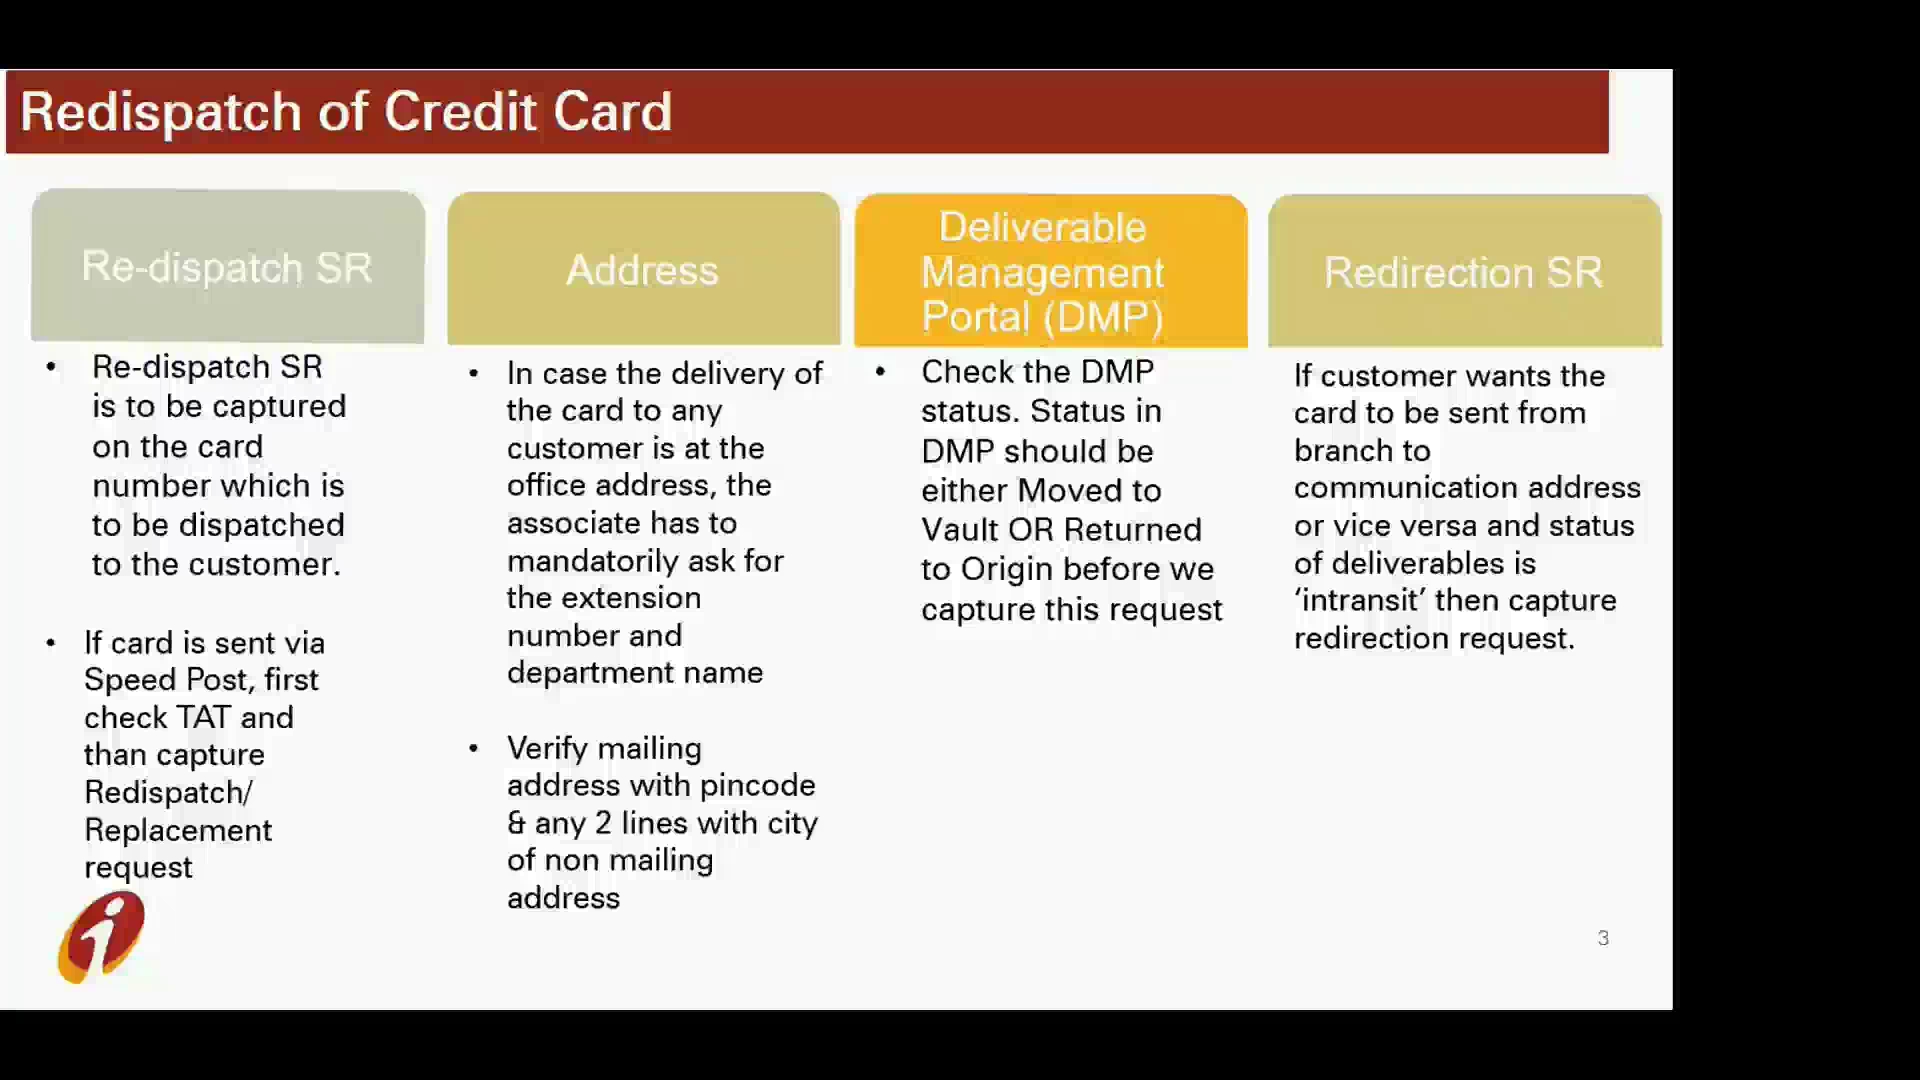 Redispatch of Credit Card
Re-dispatch SR
• Re-dispatch SR
is to be captured
on the card
number which is
to be dispatched
to the customer.
• If card is sent via
Speed Post, first
check TAT and
than capture
Redispatch/
Replacement
request
Address
• In case the delivery of
the card to any
customer is at the
office address, the
associate has to
mandatorily ask for
the extension
number and
department name
• Verify mailing
address with pincode
& any 2 lines with city
of non mailing
address
Deliverable
Management
Portal (DMP)
• Check the DMP
status. Status in
DMP should be
either Moved to
Vault OR Returned
to Origin before we
capture this request
Redirection SR
If customer wants the
card to be sent from
branch to
communication address
or vice versa and status
of deliverables is
‘intransit’ then capture
redirection request.
3